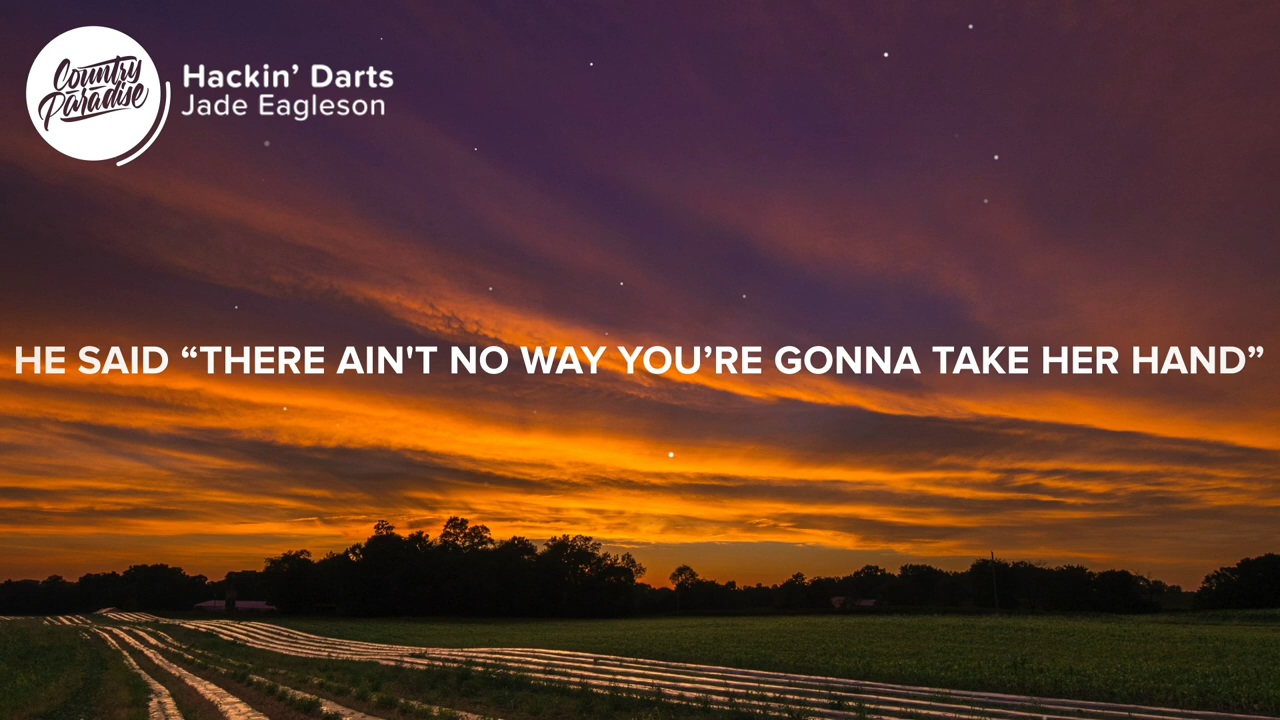 Country
Paradise
Hackin’ Darts
Jade Eagleson
HE SAID “THERE AIN'T NO WAY YOU’RE GONNA TAKE HER HAND”